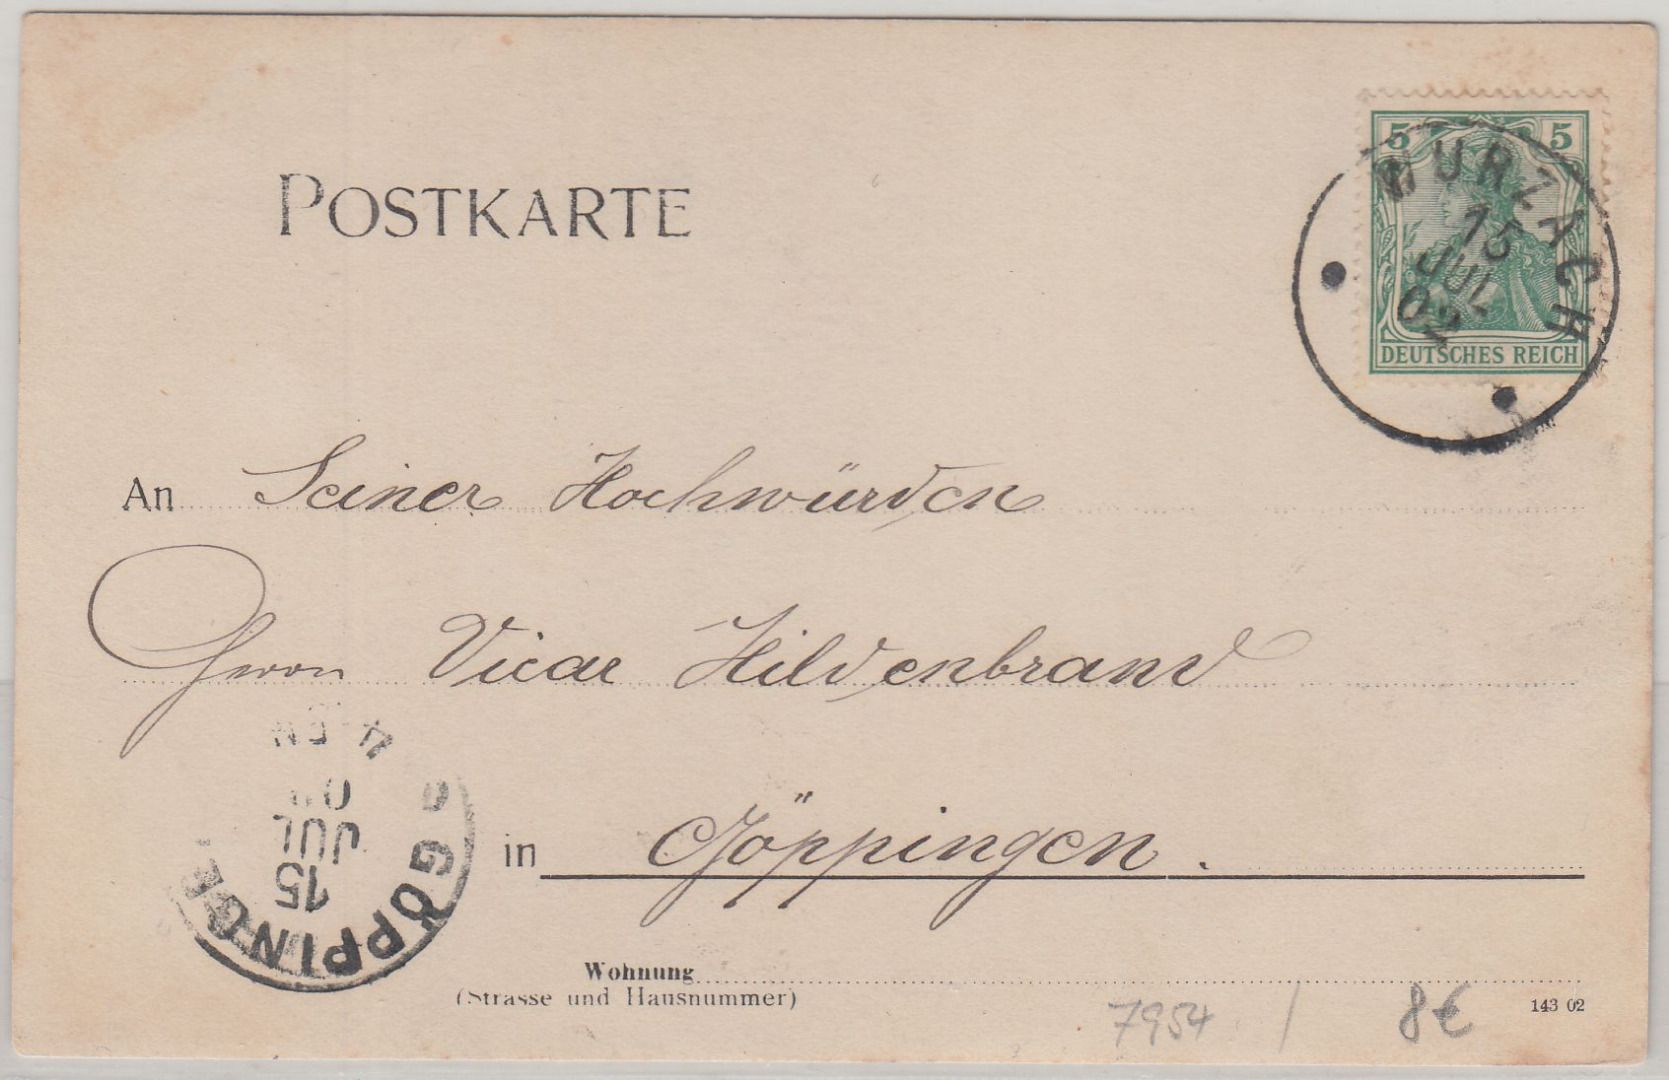 POSTKARTE
5 5
DEUTSCHES REICH
WURZACH
15
JUL
02
An Seiner Hochwürden
Herrn Vicar Hildenbrand
in Göppingen.
GÖPPINGE
15
JUL
Wohnung
(Strasse und Hausnummer)
7954 / 8€
143 02